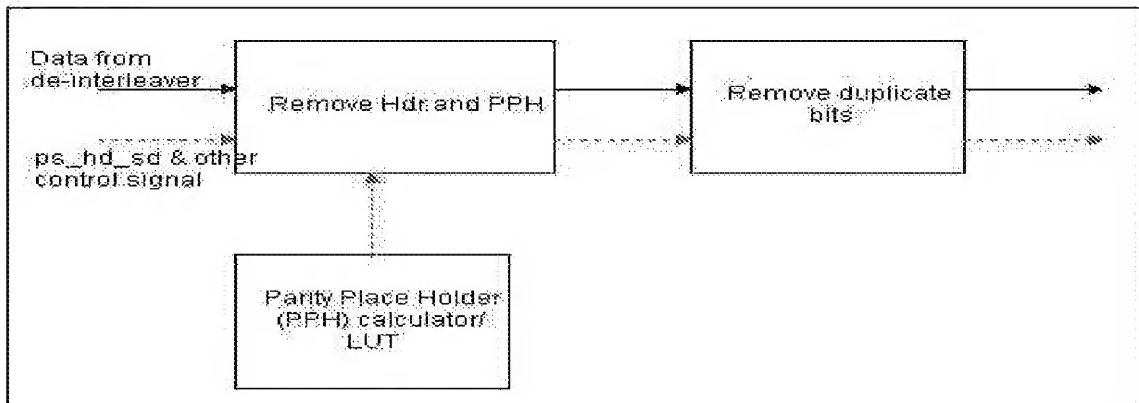 Data from
de-interleaver
Remove Hdr and PPH
Remove duplicate
bits
ps_hd_sd & other
control signal
Parity Place Holder
(PPH) calculator/
LUT